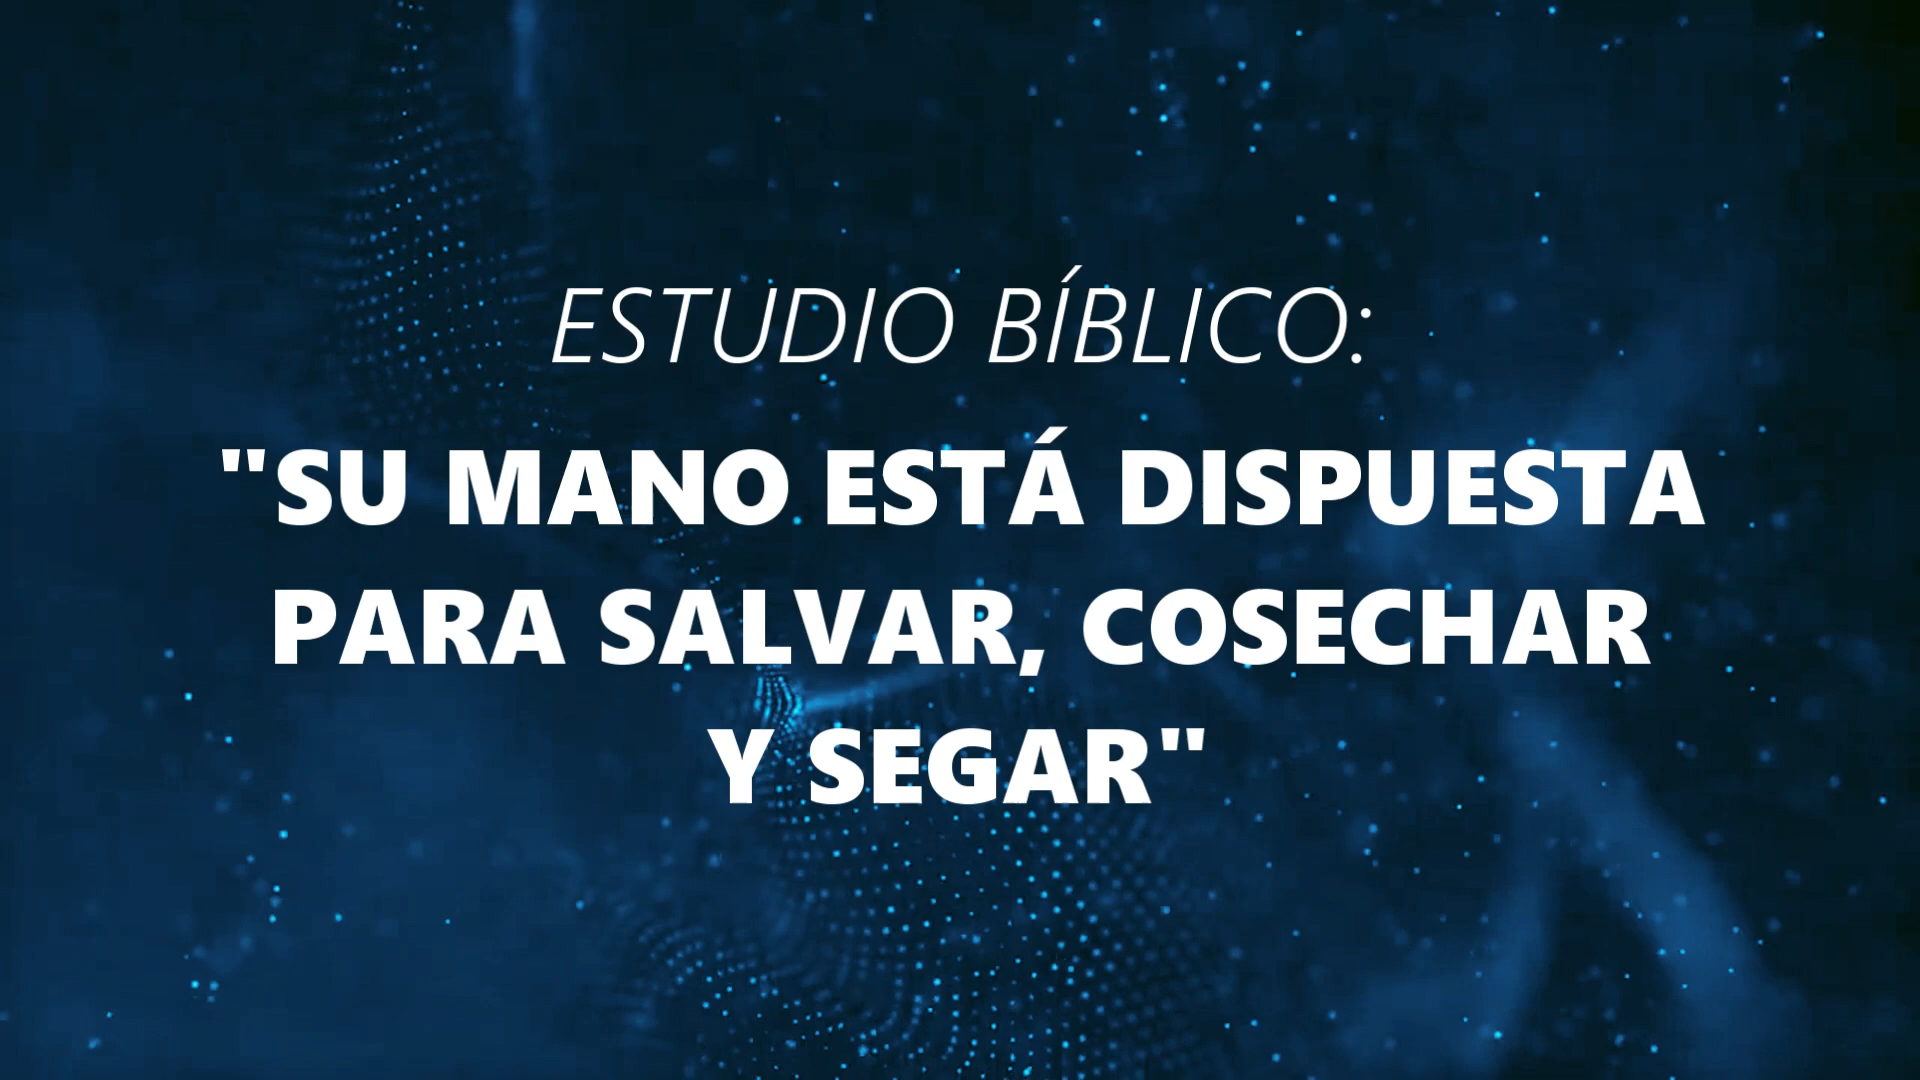 ESTUDIO BÍBLICO:
"SU MANO ESTÁ DISPUESTA
PARA SALVAR, COSECHAR
Y SEGAR"